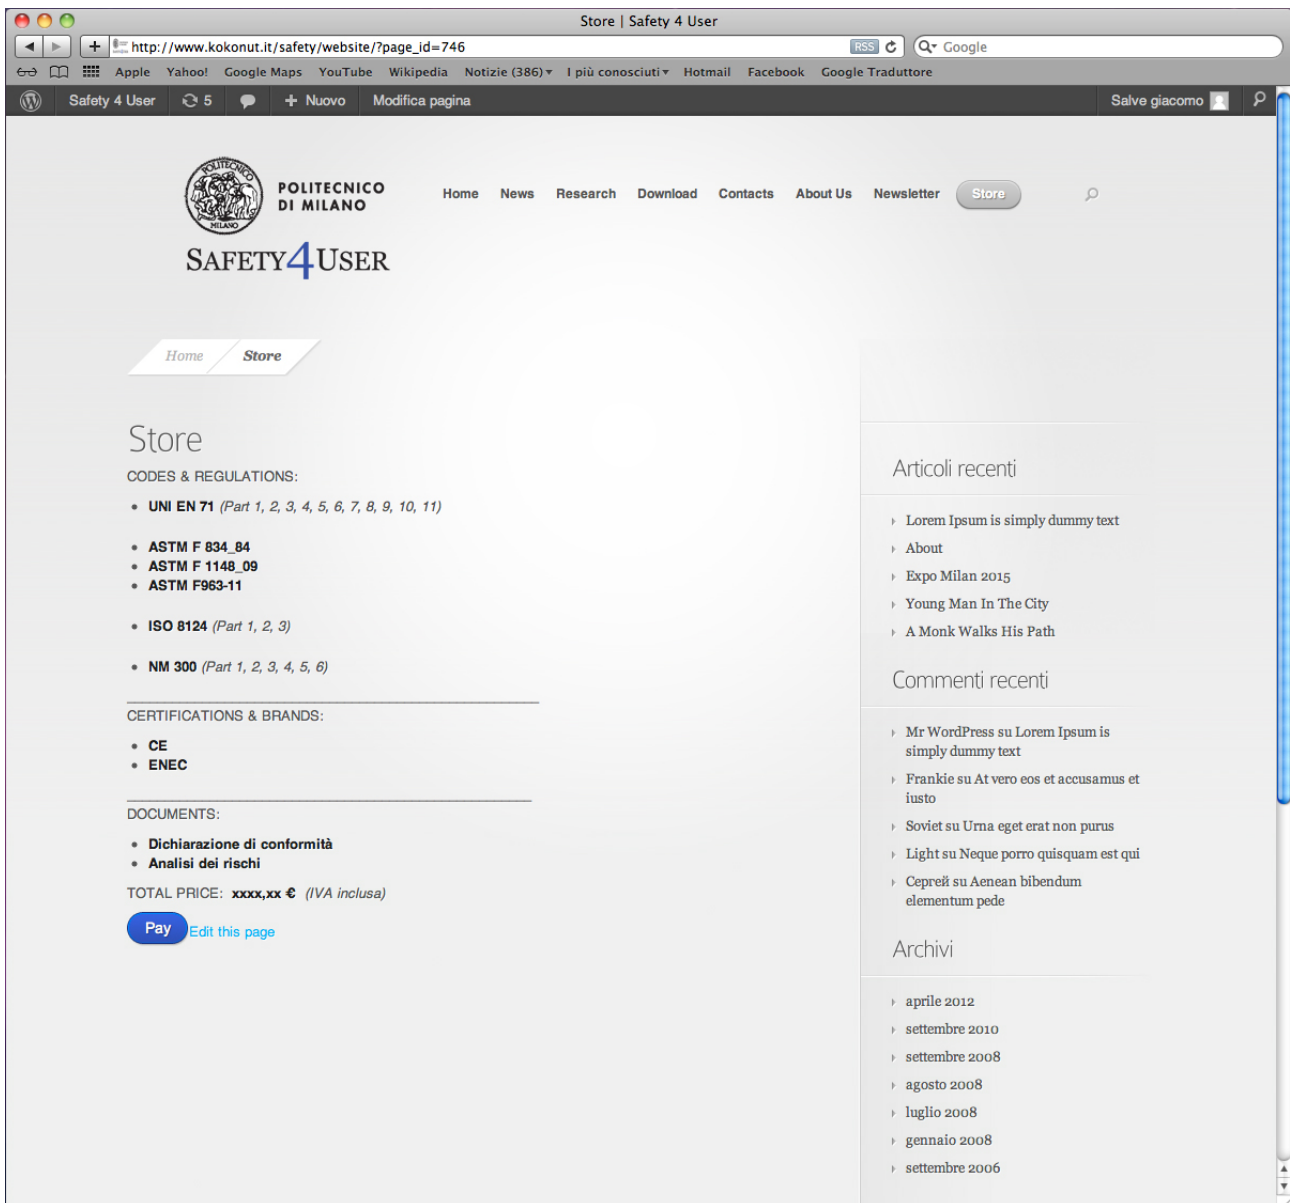 Store | Safety 4 User
http://www.kokonut.it/safety/website/?page_id=746 RSS Google
Apple Yahoo! Google Maps YouTube Wikipedia Notizie (386) I più conosciuti Hotmail Facebook Google Traduttore
Safety 4 User 5 + Nuovo Modifica pagina Salve giacomo
POLITECNICO
MILANO
POLITECNICO
DI MILANO
Home News Research Download Contacts About Us Newsletter Store
SAFETY4USER
Home Store
Store
CODES & REGULATIONS:
• UNI EN 71 (Part 1, 2, 3, 4, 5, 6, 7, 8, 9, 10, 11)
• ASTM F 834_84
• ASTM F 1148_09
• ASTM F963-11
• ISO 8124 (Part 1, 2, 3)
• NM 300 (Part 1, 2, 3, 4, 5, 6)
CERTIFICATIONS & BRANDS:
• CE
• ENEC
DOCUMENTS:
• Dichiarazione di conformità
• Analisi dei rischi
TOTAL PRICE: xxxx,xx € (IVA inclusa)
Pay Edit this page
Articoli recenti
Lorem Ipsum is simply dummy text
About
Expo Milan 2015
Young Man In The City
A Monk Walks His Path
Commenti recenti
Mr WordPress su Lorem Ipsum is
simply dummy text
Frankie su At vero eos et accusamus et
iusto
Soviet su Urna eget erat non purus
Light su Neque porro quisquam est qui
Сергей su Aenean bibendum
elementum pede
Archivi
aprile 2012
settembre 2010
settembre 2008
agosto 2008
luglio 2008
gennaio 2008
settembre 2006